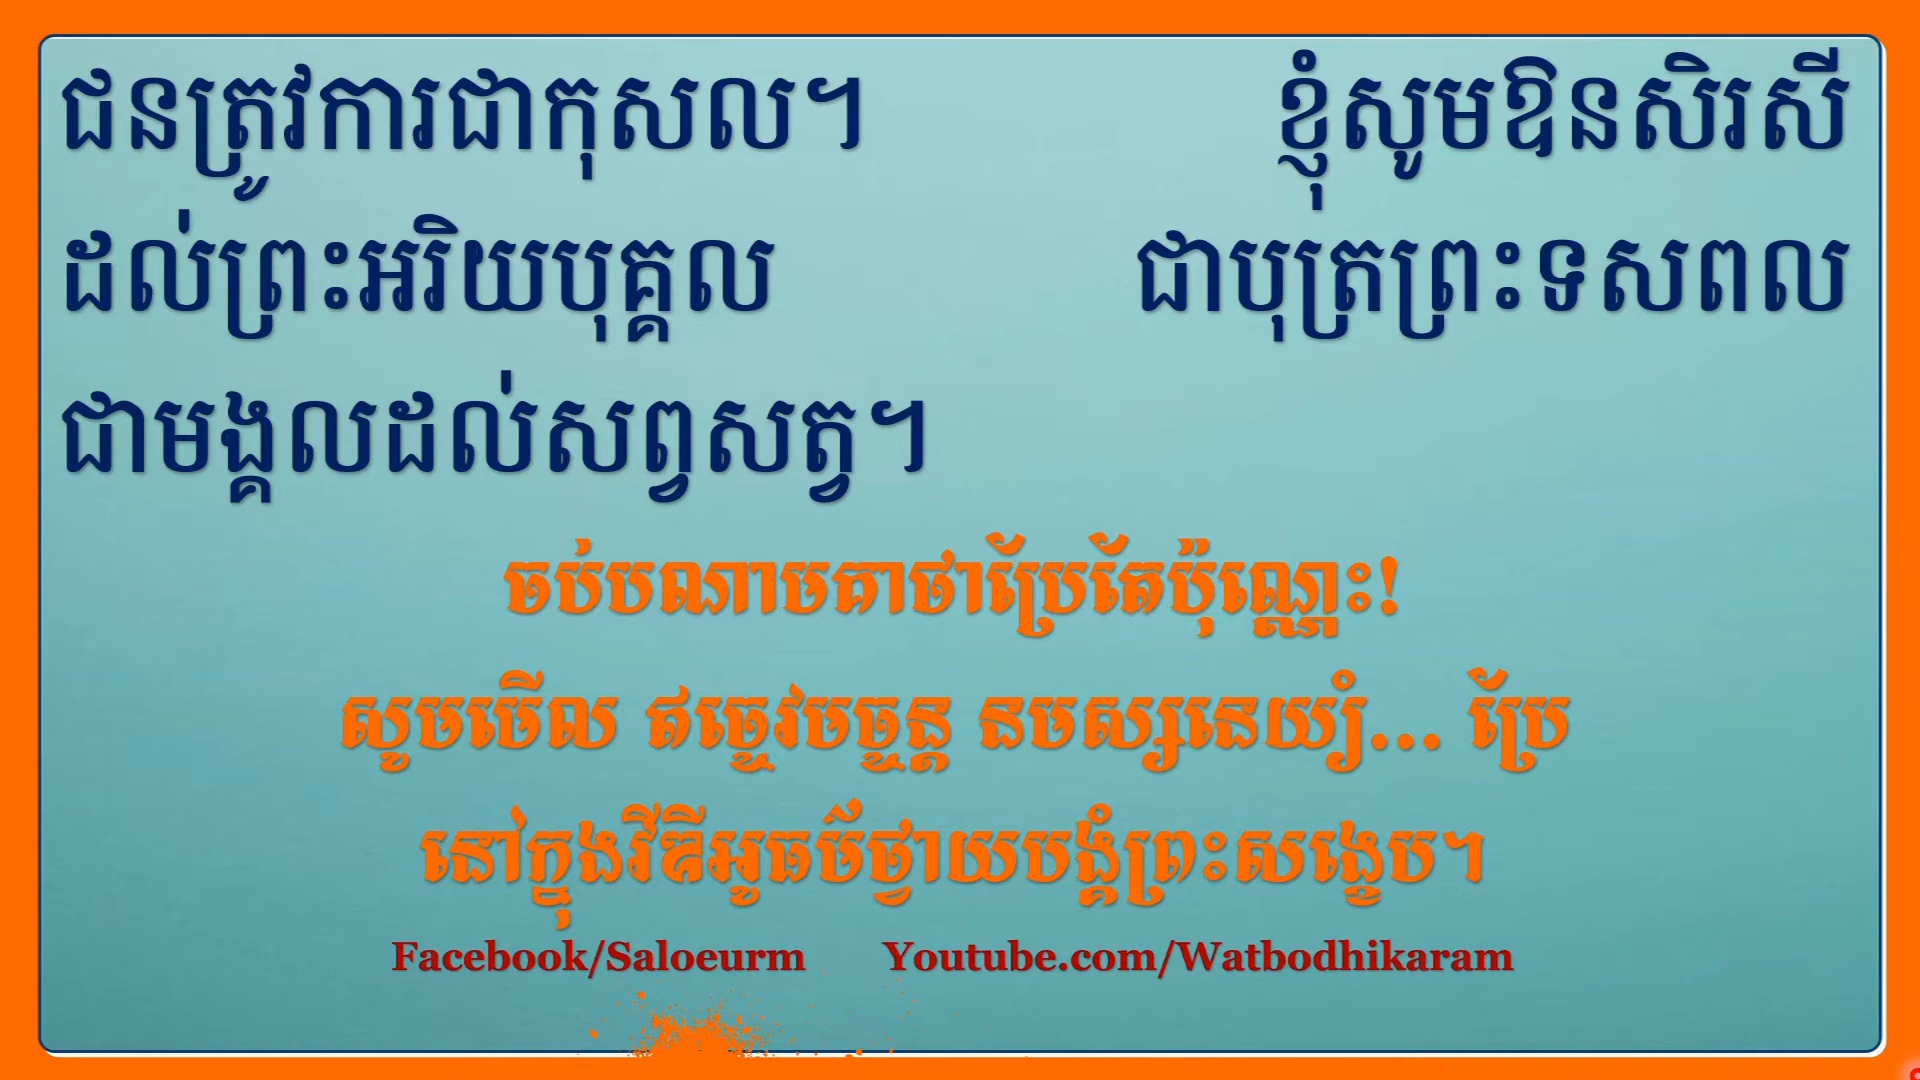 ជនត្រូវការជាកុសល។ ខ្ញុំសូមឱនសិរសី
ដល់ព្រះអរិយបុគ្គល ជាបុត្រព្រះទសពល
ជាមង្គលដល់សព្វសត្វ។
ចប់បណាមគាថាប្រែតែប៉ុណ្ណេះ!
សូមមើល ឥច្ចេវមច្ចន្ត នមស្សនេយ្យំ... ប្រែ
នៅក្នុងវីឌីអូធម៌ថ្វាយបង្គំព្រះសង្ខេប។
Facebook/Saloeurm Youtube.com/Watbodhikaram